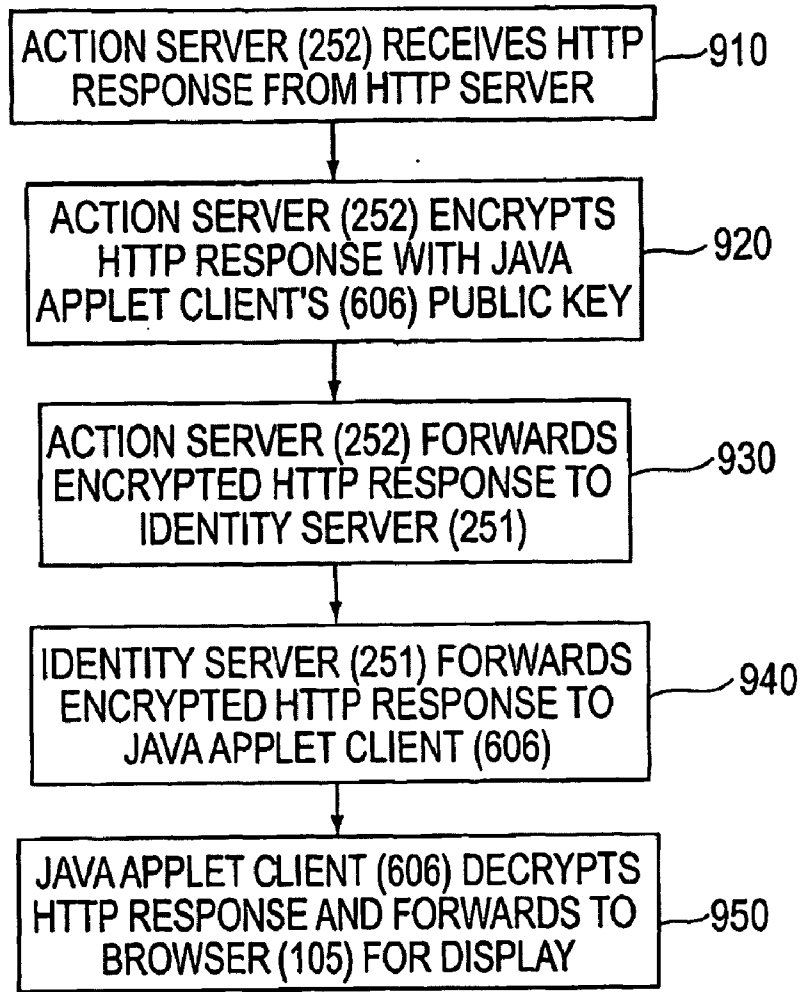 ACTION SERVER (252) RECEIVES HTTP
RESPONSE FROM HTTP SERVER
910
ACTION SERVER (252) ENCRYPTS
HTTP RESPONSE WITH JAVA
APPLET CLIENT'S (606) PUBLIC KEY
920
ACTION SERVER (252) FORWARDS
ENCRYPTED HTTP RESPONSE TO
IDENTITY SERVER (251)
930
IDENTITY SERVER (251) FORWARDS
ENCRYPTED HTTP RESPONSE TO
JAVA APPLET CLIENT (606)
940
JAVA APPLET CLIENT (606) DECRYPTS
HTTP RESPONSE AND FORWARDS TO
BROWSER (105) FOR DISPLAY
950